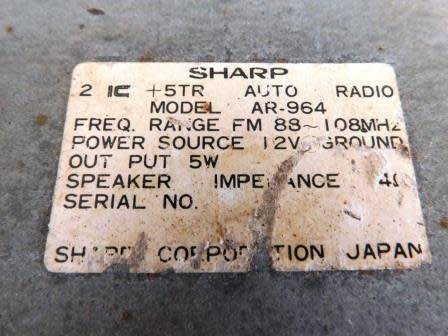 SHARP
2 IC +5TR AUTO RADIO
MODEL AR-964
FREQ. RANGE FM 88~108MHz
POWER SOURCE 12V GROUND
OUT PUT 5W
SPEAKER IMPEDANCE 4Ω
SERIAL NO.
SHARP CORPORATION JAPAN